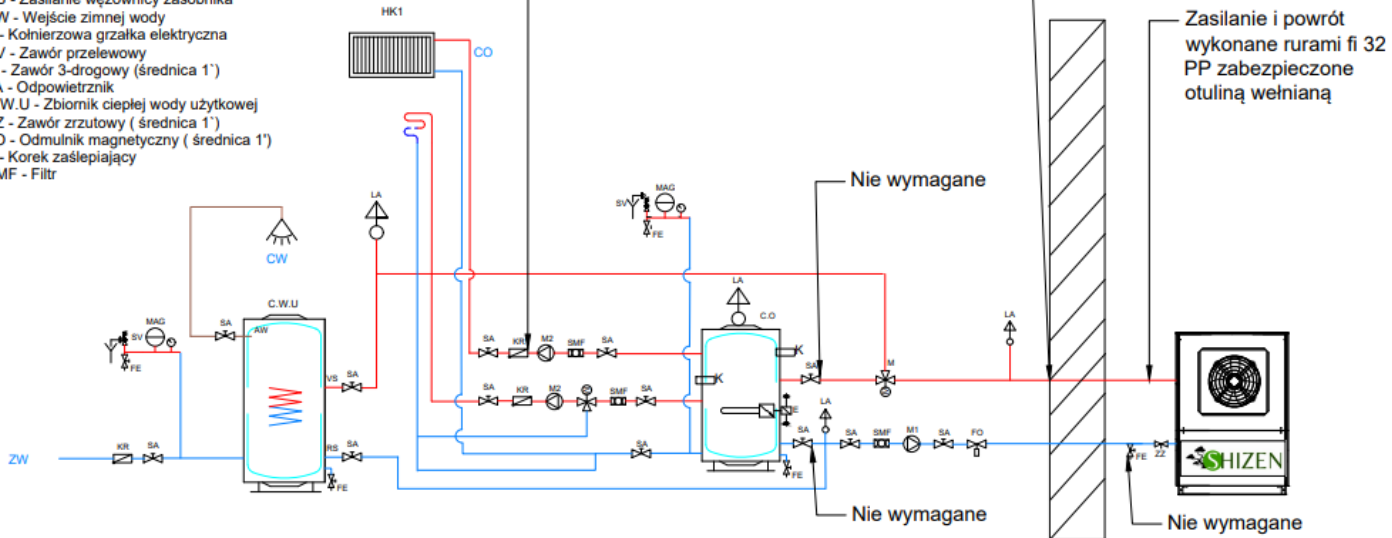 - Zasilanie wężownicy zasobnika
W - Wejście zimnej wody
- Kołnierzowa grzałka elektryczna
V - Zawór przelewowy
- Zawór 3-drogowy (średnica 1`)
A - Odpowietrznik
W.U - Zbiornik ciepłej wody użytkowej
Z - Zawór zrzutowy ( średnica 1`)
O - Odmulnik magnetyczny ( średnica 1')
- Korek zaślepiający
MF - Filtr
HK1
CO
Zasilanie i powrót
wykonane rurami fi 32
PP zabezpieczone
otuliną wełnianą
Nie wymagane
MAG
SV
FE
LA
CW
C.W.U
SA
AW
MAG
SV
FE
VS SA
RS SA
FE
KR SA
ZW
LA
C.O
SA KR M2 SMF SA
SA KR M2 SMF SA
SA
K
K
E
SA
M
LA
LA
SA SA SMF M1 SA FO
FE
FE ZZ
SHIZEN
Nie wymagane
Nie wymagane